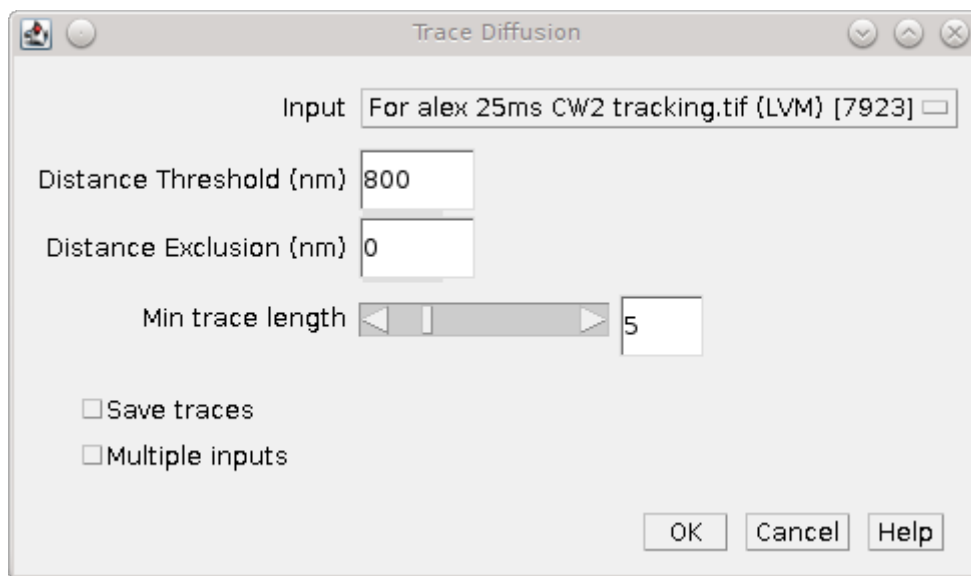 Trace Diffusion
Input For alex 25ms CW2 tracking.tif (LVM) [7923]
Distance Threshold (nm) 800
Distance Exclusion (nm) 0
Min trace length 5
Save traces
Multiple inputs
OK Cancel Help